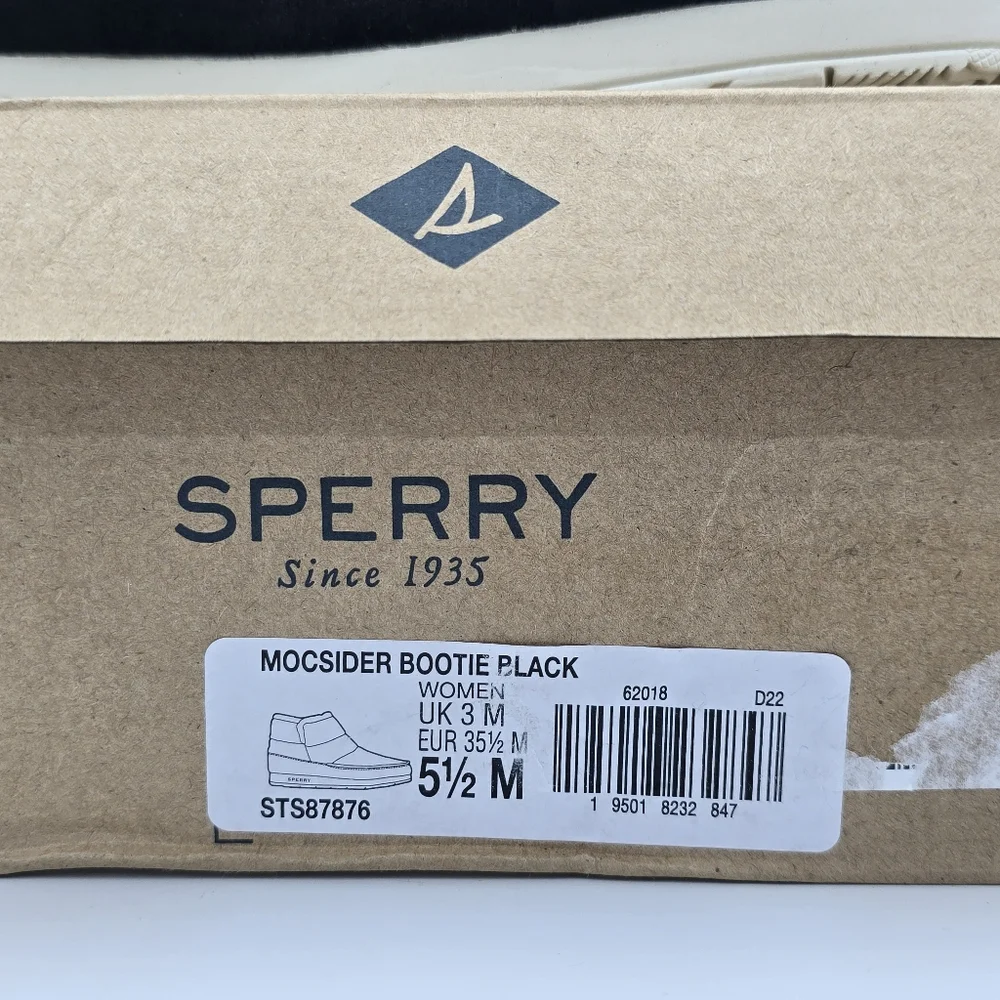 SPERRY
Since 1935
MOCSIDER BOOTIE BLACK
WOMEN
UK 3 M
EUR 35½ M
5½ M
SPERRY
STS87876
62018 D22
1 9501 8232 847